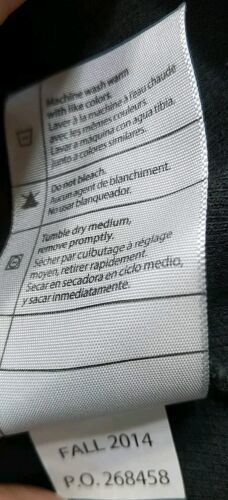 Machine wash warm
with like colors.
Laver à la machine à l'eau chaude
avec les mêmes couleurs.
Lavar a máquina con agua tibia,
junto a colores similares.
Do not bleach.
Aucun agent de blanchiment.
No usar blanqueador.
Tumble dry medium,
remove promptly.
Sécher par culbutage à réglage
moyen, retirer rapidement.
Secar en secadora en ciclo medio,
y sacar inmediatamente.
FALL 2014
P.O. 268458